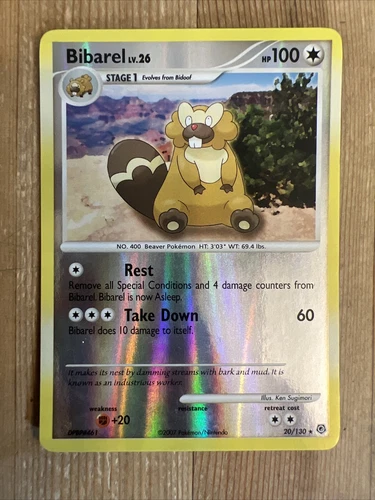 Bibarel LV.26 HP 100
STAGE 1 Evolves from Bidoof
NO. 400 Beaver Pokémon HT: 3'03" WT: 69.4 lbs.
Rest
Remove all Special Conditions and 4 damage counters from
Bibarel. Bibarel is now Asleep.
Take Down 60
Bibarel does 10 damage to itself.
It makes its nest by damming streams with bark and mud. It is
known as an industrious worker.
Illus. Ken Sugimori
weakness resistance retreat cost
+20
©2007 Pokémon/Nintendo 20/130 ★